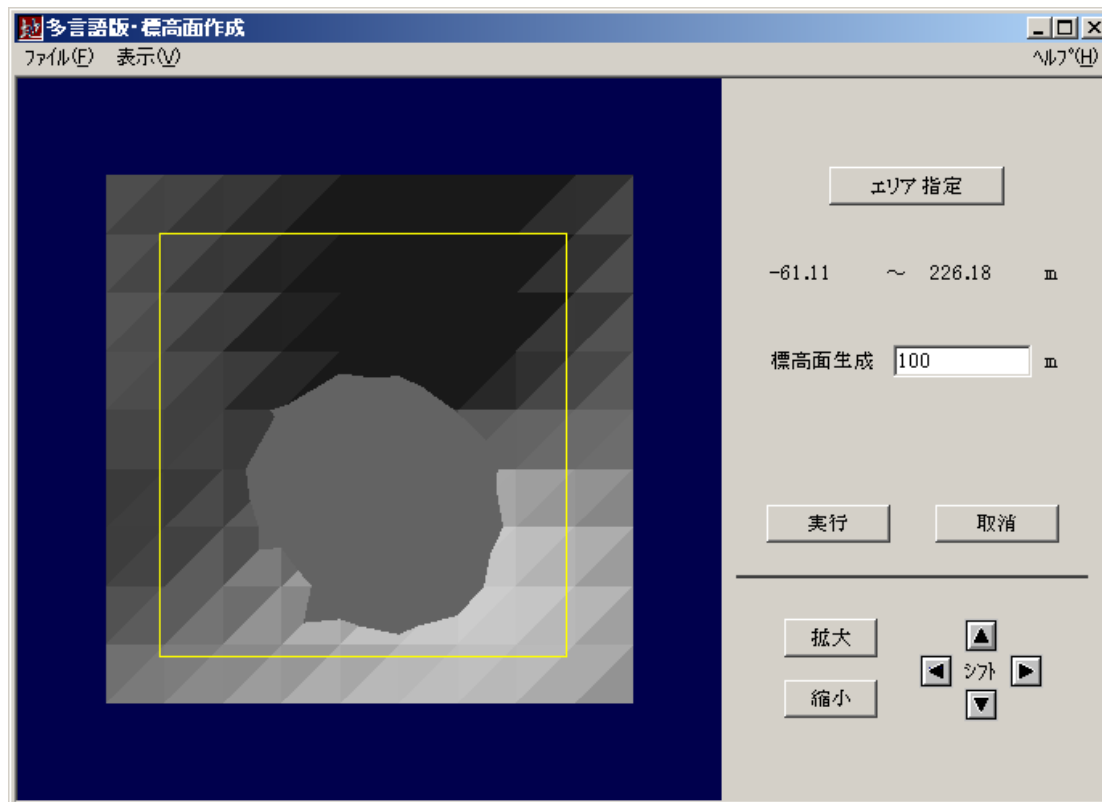 多言語版・標高面作成
ファイル(F) 表示(V) ヘルプ(H)
エリア指定
-61.11 ～ 226.18 m
標高面生成 100 m
実行 取消
拡大
シフト
縮小